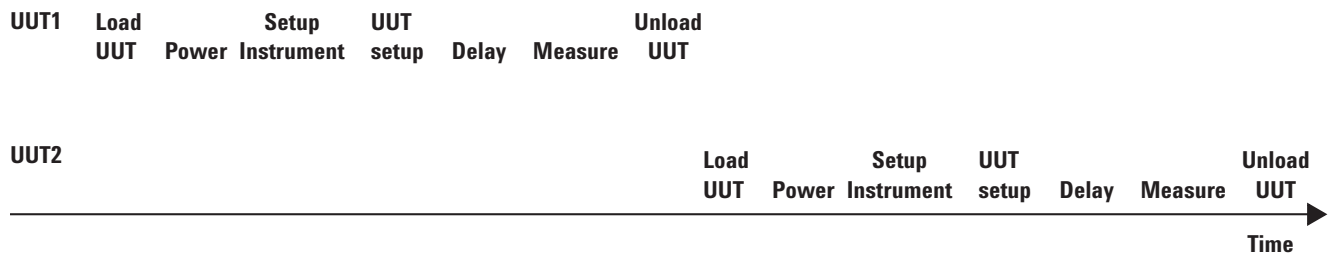 UUT1 Load Setup UUT Unload
UUT Power Instrument setup Delay Measure UUT
UUT2 Load Setup UUT Unload
UUT Power Instrument setup Delay Measure UUT
Time